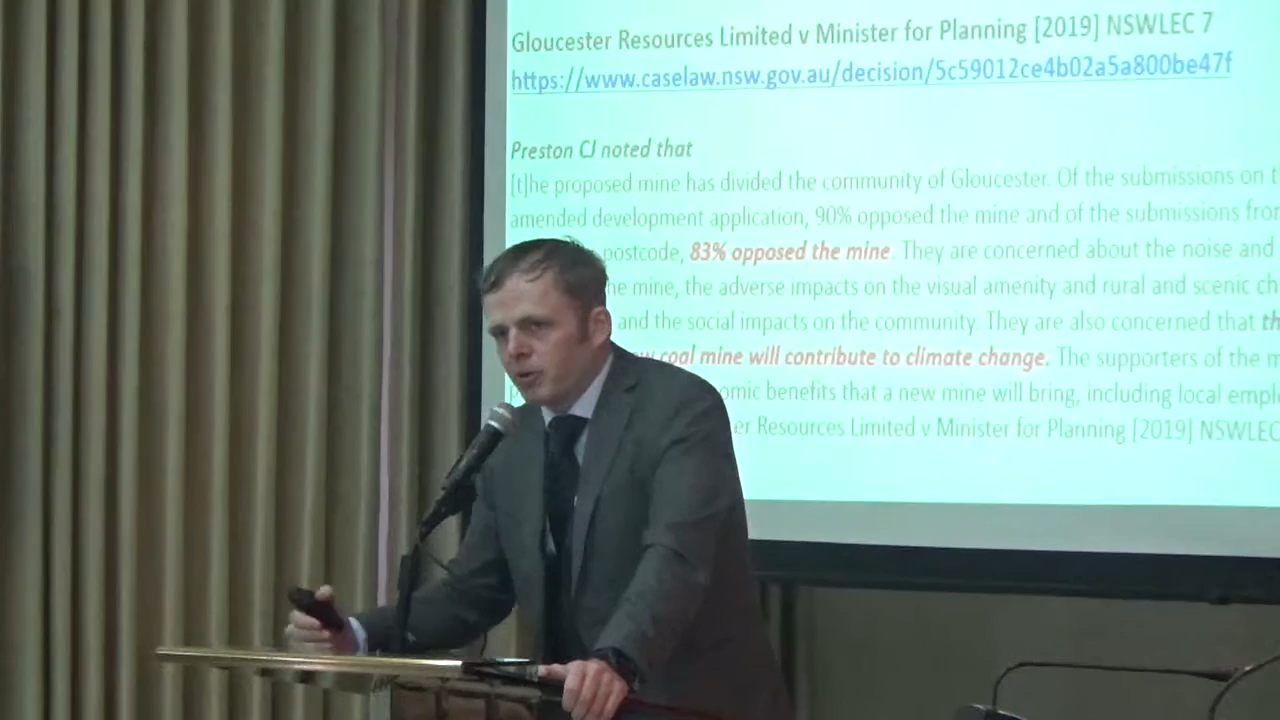 Gloucester Resources Limited v Minister for Planning [2019] NSWLEC 7
https://www.caselaw.nsw.gov.au/decision/5c59012ce4b02a5a800be47f
Preston CJ noted that
[t]he proposed mine has divided the community of Gloucester. Of the submissions on
amended development application, 90% opposed the mine and of the submissions from
postcode, 83% opposed the mine. They are concerned about the noise and
mine, the adverse impacts on the visual amenity and rural and scenic
and the social impacts on the community. They are also concerned that
coal mine will contribute to climate change. The supporters of the
benefits that a new mine will bring, including local
Resources Limited v Minister for Planning [2019] NSWLEC